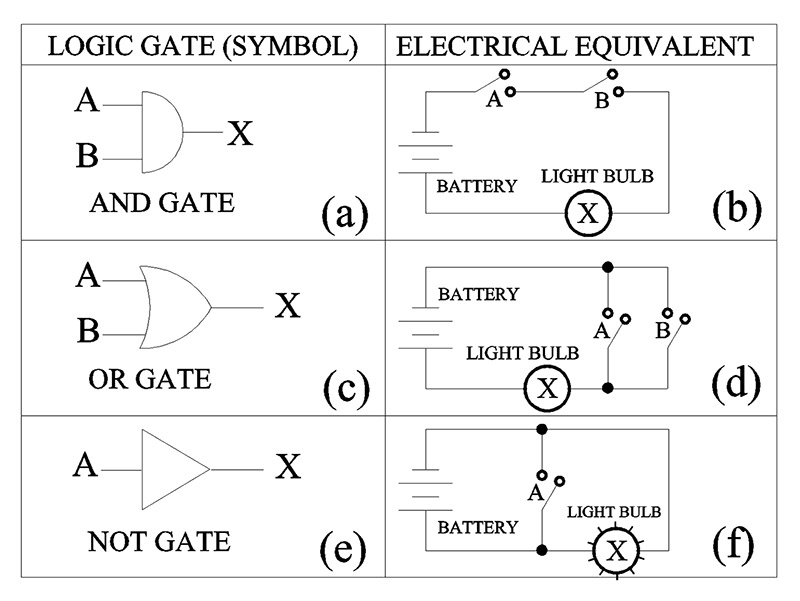 LOGIC GATE (SYMBOL)
ELECTRICAL EQUIVALENT
A
B
X
AND GATE
(a)
A
B
BATTERY
LIGHT BULB
X
(b)
A
B
X
OR GATE
(c)
BATTERY
A
B
LIGHT BULB
X
(d)
A
X
NOT GATE
(e)
A
BATTERY
LIGHT BULB
X
(f)